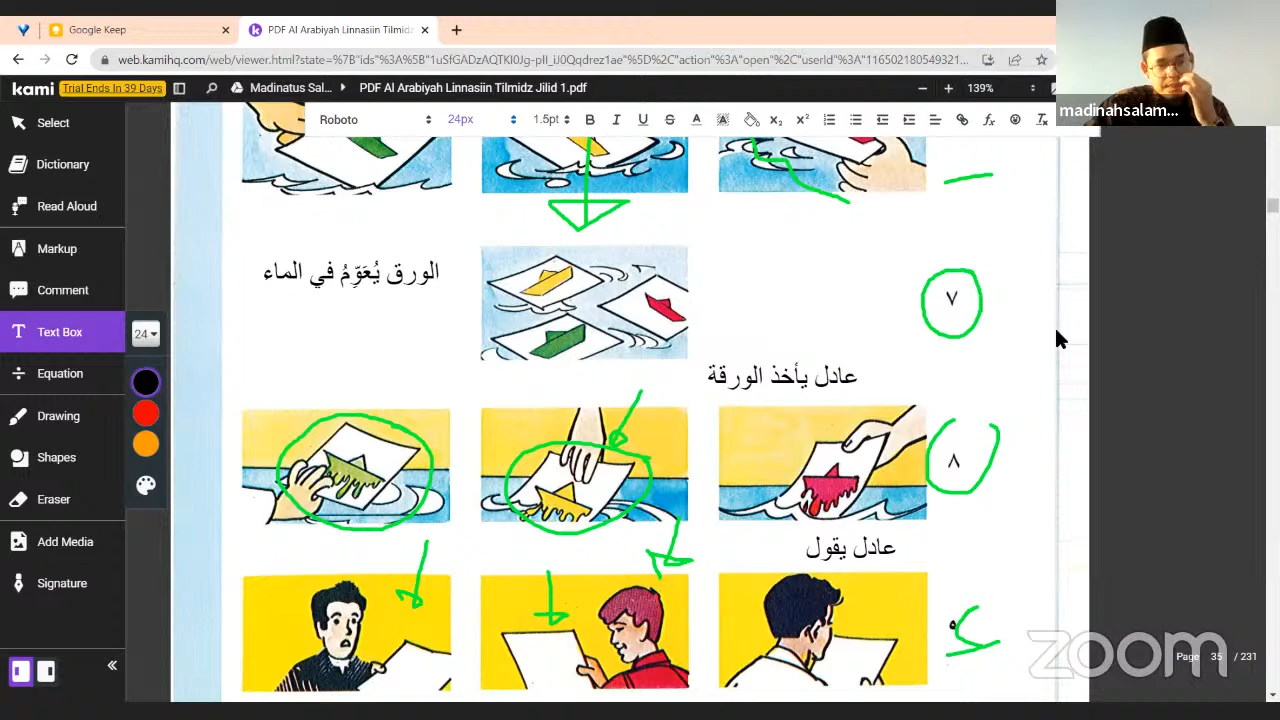 Google Keep
PDF Al Arabiyah Linnasiin Tilmidz
web.kamihq.com/web/viewer.html?state=%7B"ids"%3A%5B"1uSfGADzAQTKI0Jg-pII_iJ0Qqdrez1ae"%5D%2C"action"%3A"open"%2C"userId"%3A"116502180549321...
kami
Trial Ends In 39 Days
Madinatus Sal...
PDF Al Arabiyah Linnasiin Tilmidz Jilid 1.pdf
139%
madinahsalam...
Roboto
24px
1.5pt
Select
Dictionary
Read Aloud
Markup
Comment
Text Box
24
Equation
Drawing
Shapes
Eraser
Add Media
Signature
الورق يُعَوِّمُ في الماء
٧
عادل يأخذ الورقة
٨
عادل يقول
zoom
Page 35 / 231